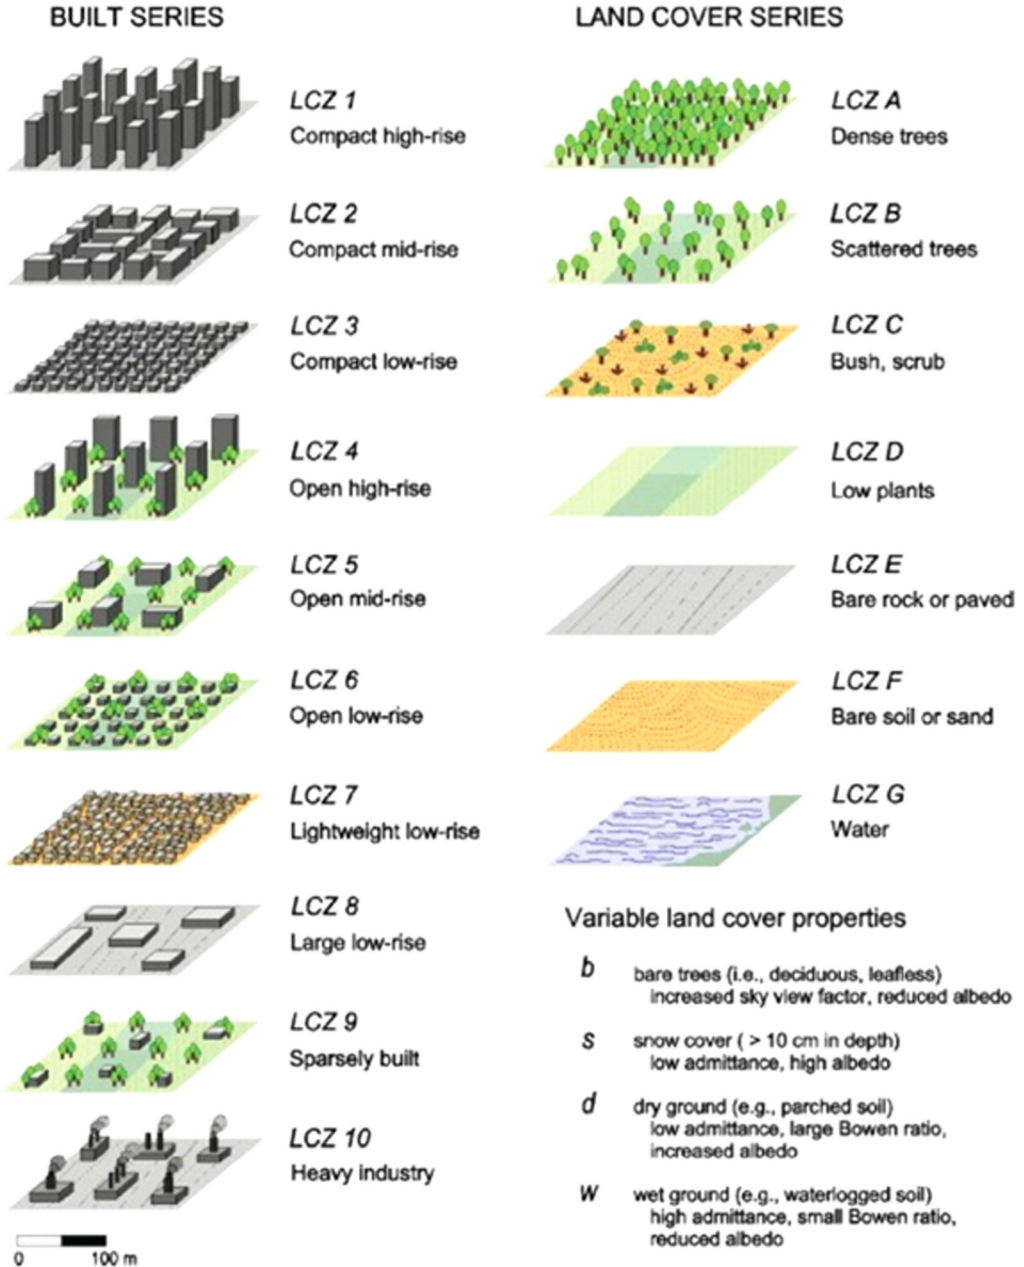 BUILT SERIES
LCZ 1
Compact high-rise
LCZ 2
Compact mid-rise
LCZ 3
Compact low-rise
LCZ 4
Open high-rise
LCZ 5
Open mid-rise
LCZ 6
Open low-rise
LCZ 7
Lightweight low-rise
LCZ 8
Large low-rise
LCZ 9
Sparsely built
LCZ 10
Heavy industry
0 100 m
LAND COVER SERIES
LCZ A
Dense trees
LCZ B
Scattered trees
LCZ C
Bush, scrub
LCZ D
Low plants
LCZ E
Bare rock or paved
LCZ F
Bare soil or sand
LCZ G
Water
Variable land cover properties
b bare trees (i.e., deciduous, leafless)
increased sky view factor, reduced albedo
s snow cover ( > 10 cm in depth)
low admittance, high albedo
d dry ground (e.g., parched soil)
low admittance, large Bowen ratio,
increased albedo
w wet ground (e.g., waterlogged soil)
high admittance, small Bowen ratio,
reduced albedo